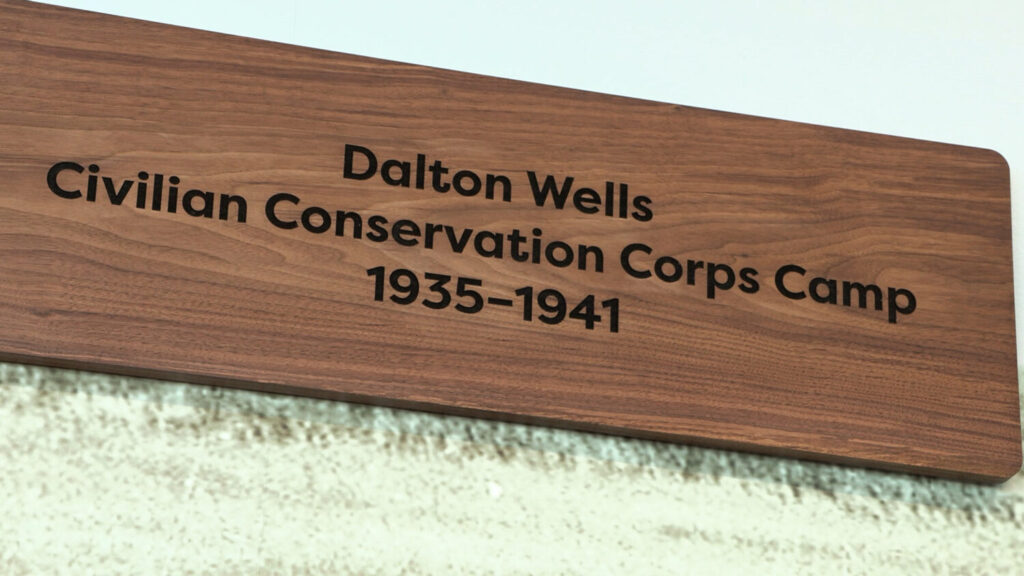 Dalton Wells
Civilian Conservation Corps Camp
1935–1941